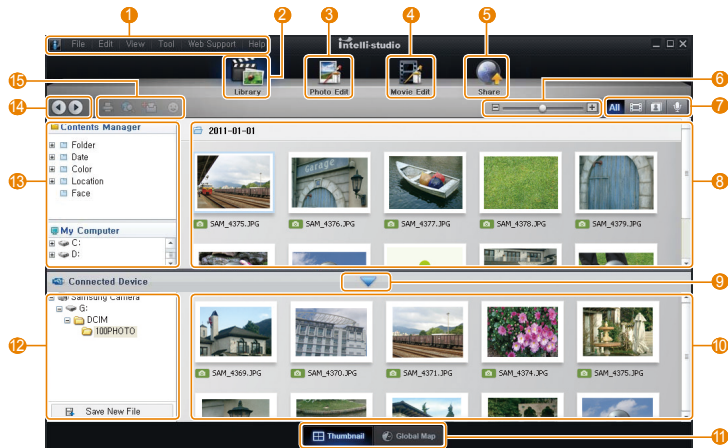 1 2 3 4 5
File Edit View Tool Web Support Help
intelli-studio
Library Photo Edit Movie Edit Share
15
6
14
All
7
Contents Manager
2011-01-01
Folder
Date
Color
Location
Face
13
8
SAM_4375.JPG SAM_4376.JPG SAM_4377.JPG SAM_4378.JPG SAM_4379.JPG
My Computer
C:
D:
Connected Device
9
Samsung Camera
G:
DCIM
100PHOTO
12
10
SAM_4369.JPG SAM_4370.JPG SAM_4371.JPG SAM_4374.JPG SAM_4375.JPG
Save New File
Thumbnail Global Map
11